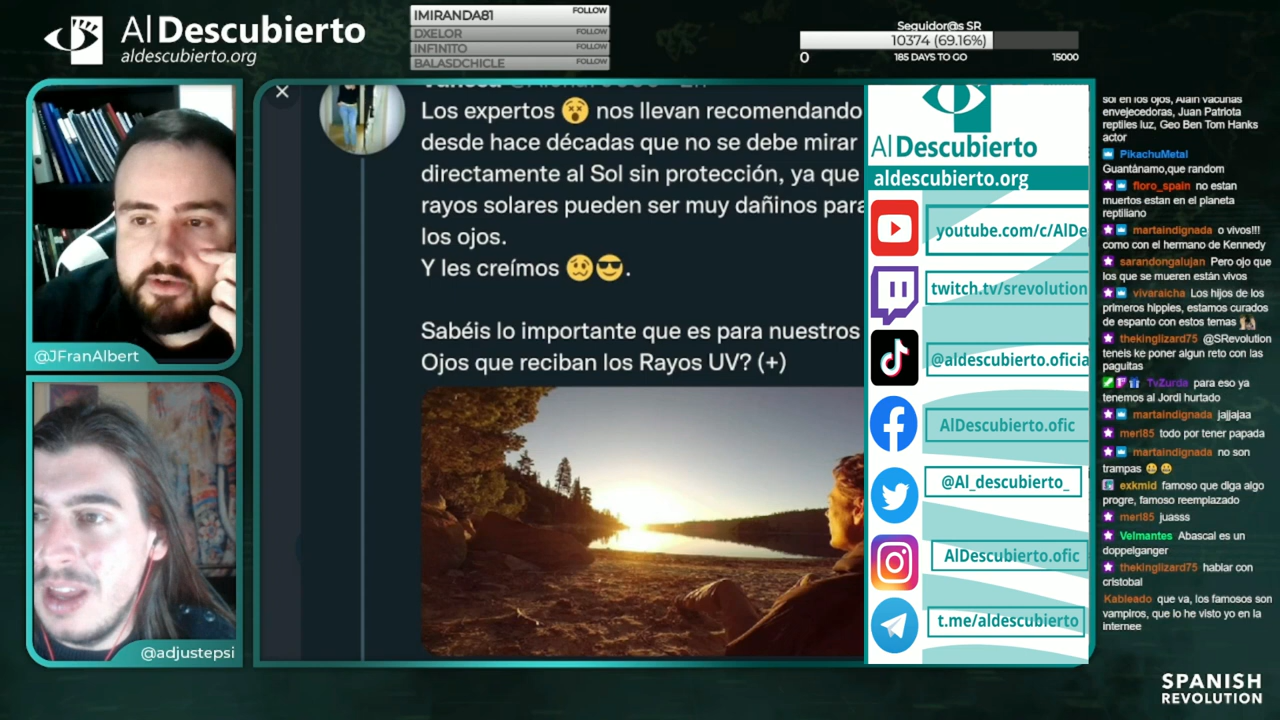 Al Descubierto
aldescubierto.org
IMIRANDA81 FOLLOW
DXELOR FOLLOW
INF1N1TO FOLLOW
BALASDCHICLE FOLLOW
Seguidor@s SR
10374 (69.16%)
0 185 DAYS TO GO 15000
@JFranAlbert
@adjustepsi
Los expertos 😵 nos llevan recomendando
desde hace décadas que no se debe mirar
directamente al Sol sin protección, ya que
rayos solares pueden ser muy dañinos para
los ojos.
Y les creímos 🥴😎.
Sabéis lo importante que es para nuestros
Ojos que reciban los Rayos UV? (+)
Al Descubierto
aldescubierto.org
youtube.com/c/AlDe
twitch.tv/srevolution
@aldescubierto.oficia
AlDescubierto.ofic
@Al_descubierto_
AlDescubierto.ofic
t.me/aldescubierto
sol en los ojos, Alain vacunas
envejecedoras, Juan Patriota
reptiles luz, Geo Ben Tom Hanks
actor
PikachuMetal
Guantánamo,que random
floro_spain no estan
muertos estan en el planeta
reptiliano
martaindignada o vivos!!!
como con el hermano de Kennedy
sarandongalujan Pero ojo que
los que se mueren están vivos
vivaraicha Los hijos de los
primeros hippies, estamos curados
de espanto con estos temas
thekinglizard75 @SRevolution
teneis ke poner algun reto con las
paguitas
TvZurda para eso ya
tenemos al Jordi hurtado
martaindignada jajjajaa
merl85 todo por tener papada
martaindignada no son
trampas 😃 😃
exkmid famoso que diga algo
progre, famoso reemplazado
merl85 juasss
Velmantes Abascal es un
doppelganger
thekinglizard75 hablar con
cristobal
Kableado que va, los famosos son
vampiros, que lo he visto yo en la
internee
SPANISH
REVOLUTION